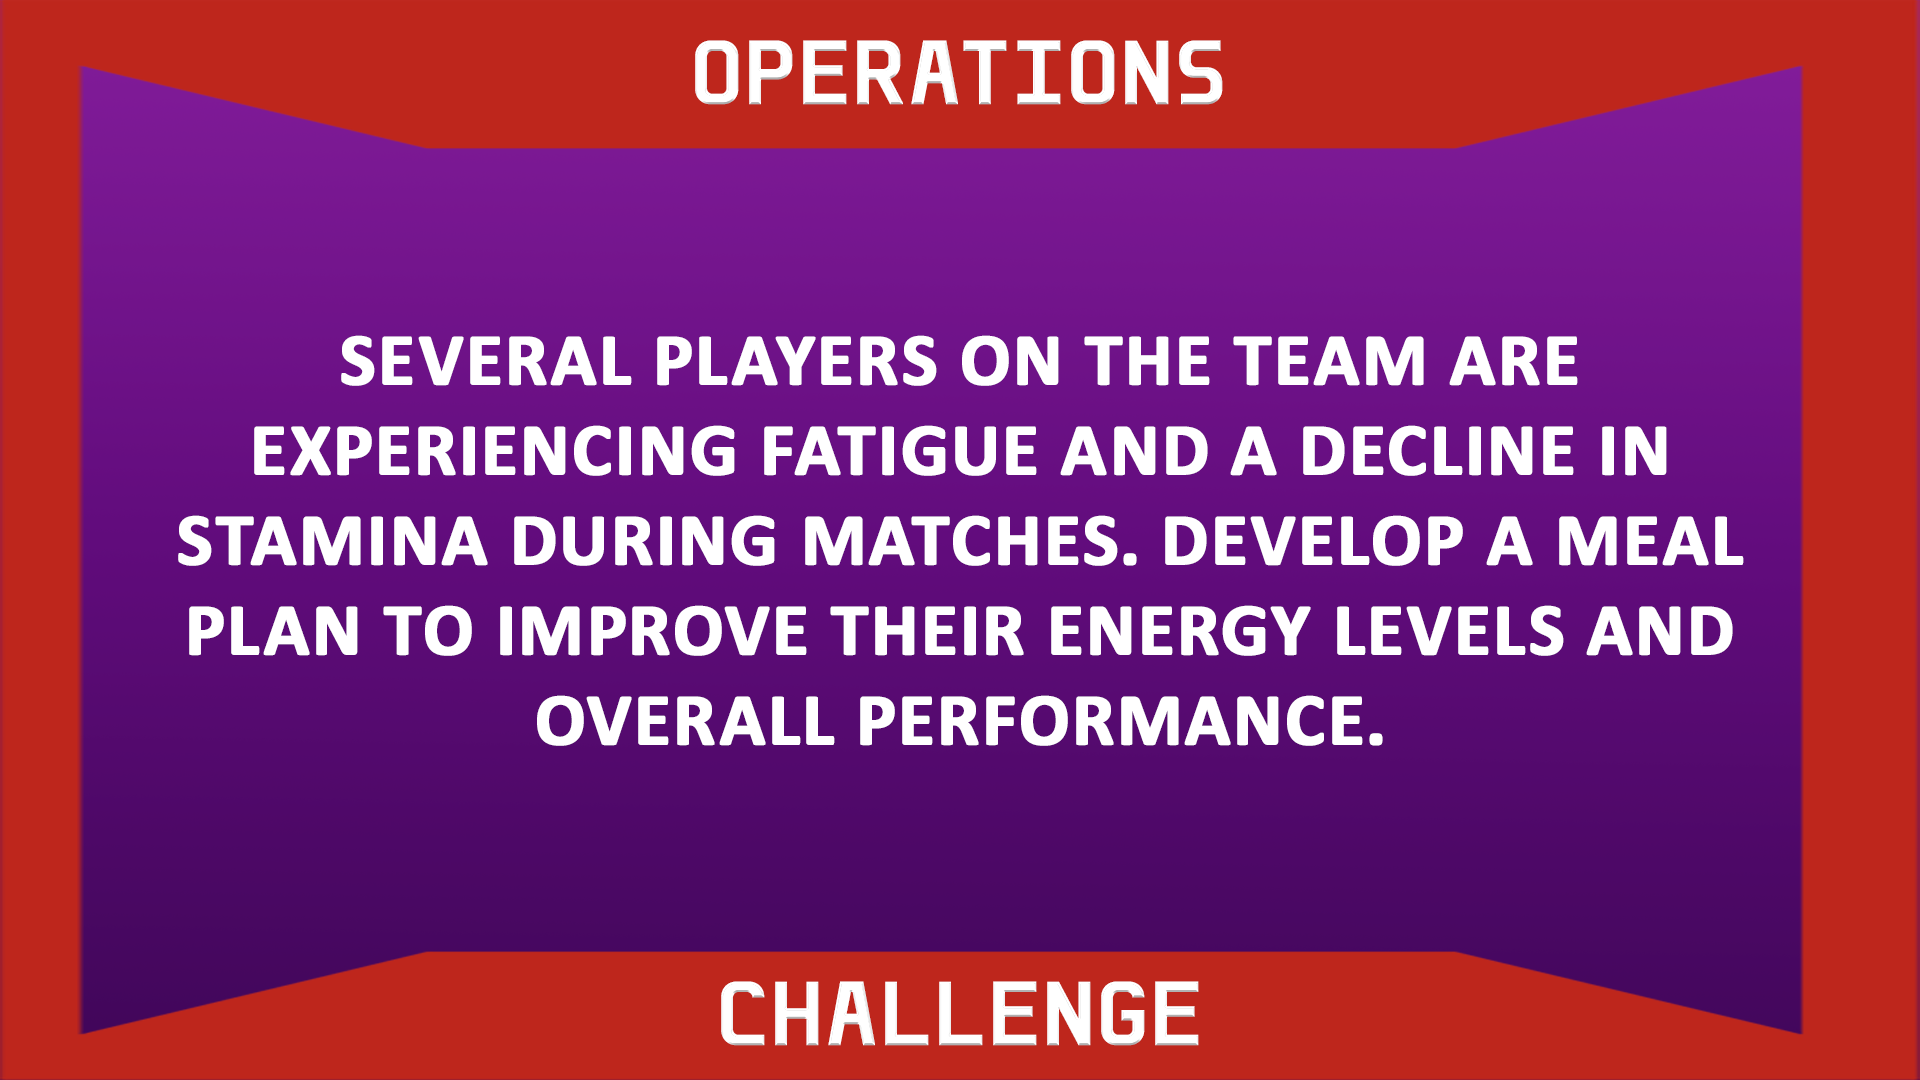 OPERATIONS
SEVERAL PLAYERS ON THE TEAM ARE
EXPERIENCING FATIGUE AND A DECLINE IN
STAMINA DURING MATCHES. DEVELOP A MEAL
PLAN TO IMPROVE THEIR ENERGY LEVELS AND
OVERALL PERFORMANCE.
CHALLENGE